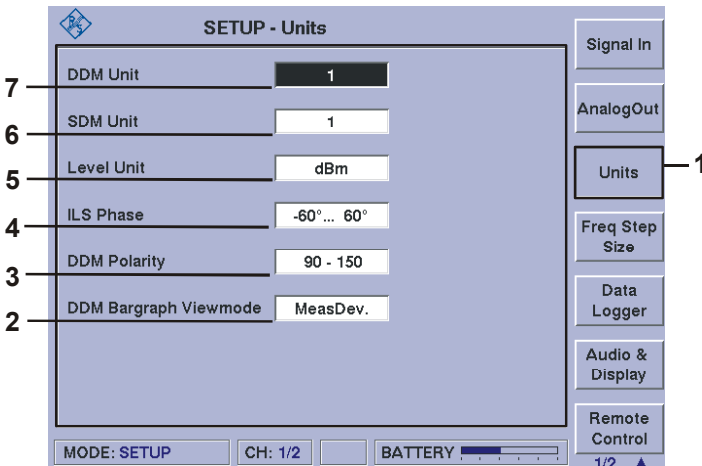 R S
SETUP - Units
Signal In
DDM Unit 1
7
AnalogOut
SDM Unit 1
6
Level Unit dBm
5
Units
1
ILS Phase -60°... 60°
4
Freq Step
Size
DDM Polarity 90 - 150
3
Data
Logger
DDM Bargraph Viewmode MeasDev.
2
Audio &
Display
Remote
Control
MODE: SETUP CH: 1/2 BATTERY
1/2